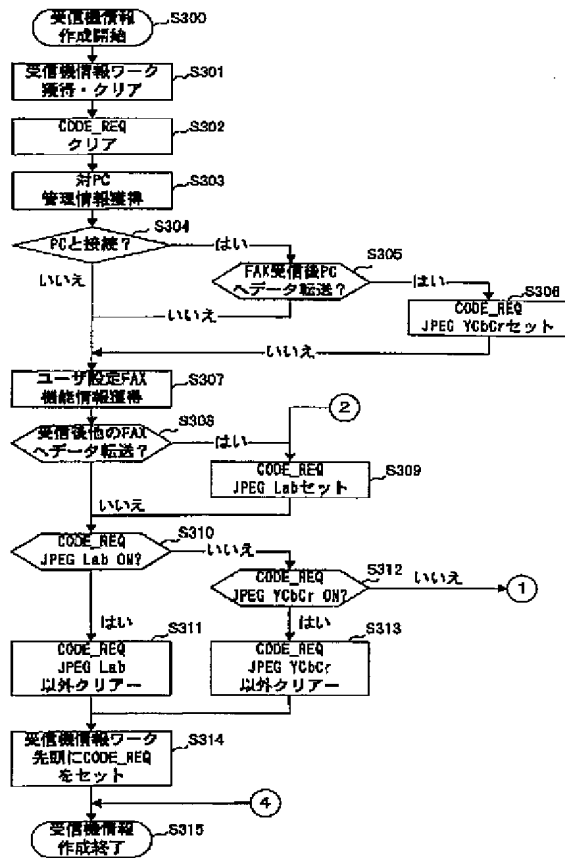 受信機情報
作成開始
S300
受信機情報ワーク
獲得・クリア
S301
CODE_REQ
クリア
S302
対PC
管理情報獲得
S303
PCと接続？
S304
はい
いいえ
FAK受信後PC
へデータ転送？
S305
はい
いいえ
CODE_REQ
JPEG YCbCrセット
S306
いいえ
ユーザ設定FAX
機能情報獲得
S307
受信後他のFAX
へデータ転送？
S308
はい
②
CODE_REQ
JPEG Labセット
S309
いいえ
CODE_REQ
JPEG Lab ON?
S310
いいえ
CODE_REQ
JPEG YCbCr ON?
S312
いいえ
①
はい
はい
CODE_REQ
JPEG Lab
以外クリアー
S311
CODE_REQ
JPEG YCbCr
以外クリアー
S313
受信機情報ワーク
先頭にCODE_REQ
をセット
S314
④
受信機情報
作成終了
S315